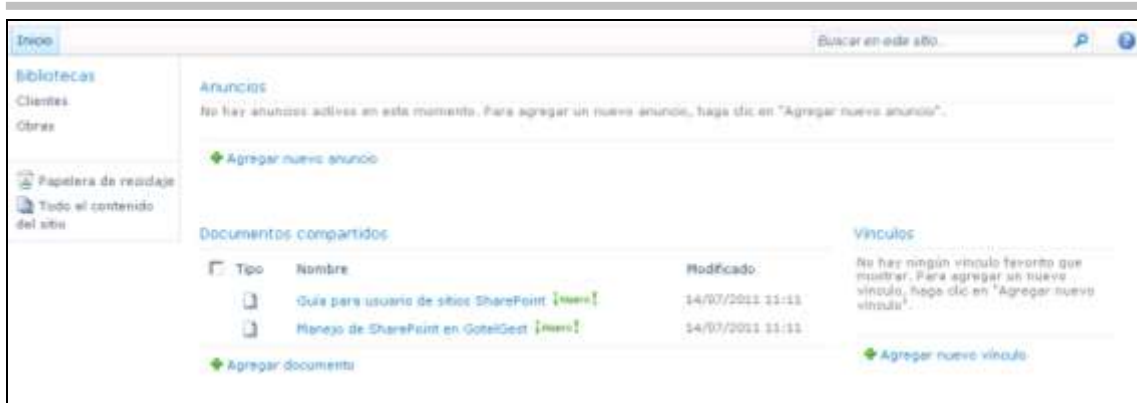 Inicio
Buscar en este sitio...
Bibliotecas
Clientes
Obras
Papelera de reciclaje
Todo el contenido
del sitio
Anuncios
No hay anuncios activos en este momento. Para agregar un nuevo anuncio, haga clic en "Agregar nuevo anuncio".
Agregar nuevo anuncio
Documentos compartidos
Tipo Nombre Modificado
Guía para usuario de sitios SharePoint ¡Nuevo! 14/07/2011 11:11
Manejo de SharePoint en GotelGest ¡Nuevo! 14/07/2011 11:11
Agregar documento
Vínculos
No hay ningún vínculo favorito que
mostrar. Para agregar un nuevo
vínculo, haga clic en "Agregar nuevo
vínculo".
Agregar nuevo vínculo